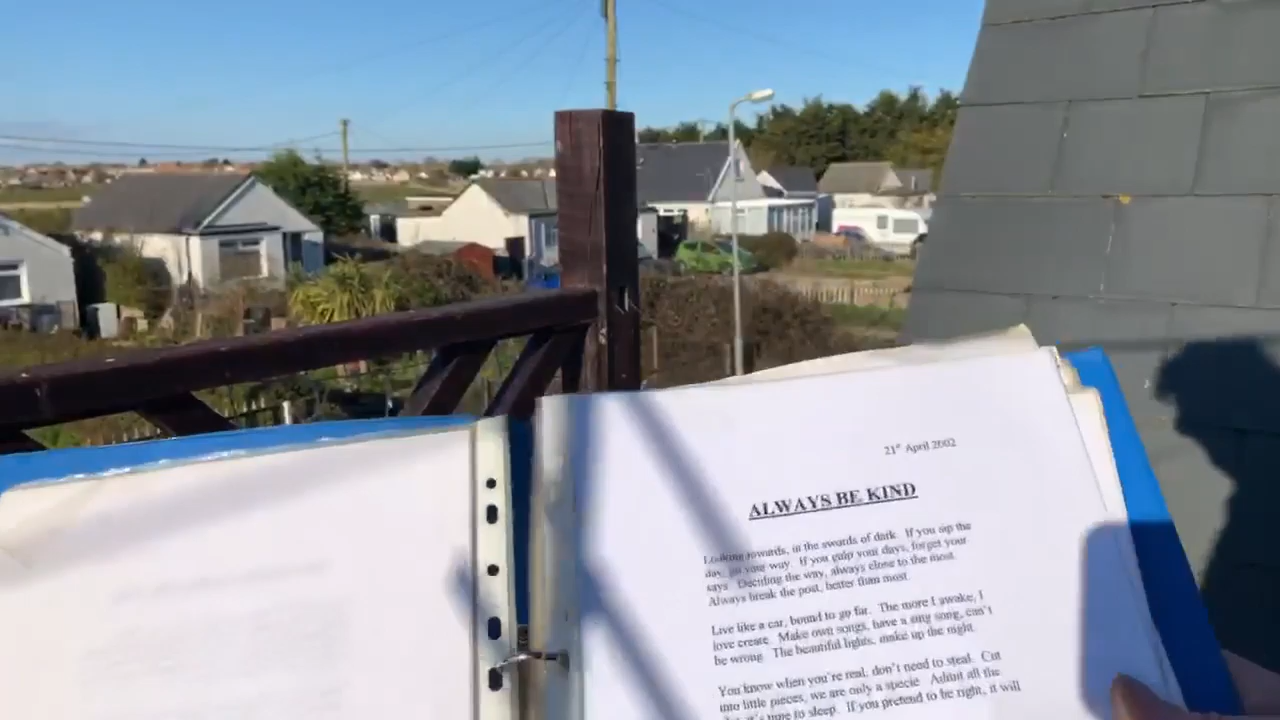 21st April 2002
ALWAYS BE KIND
Looking towards, in the swords of dark. If you sip the
day, go your way. If you gulp your days, forget your
says. Deciding the way, always close to the most.
Always break the post, better than most.
Live like a car, bound to go far. The more I awake, I
love create. Make own songs, have a sing song, can't
be wrong. The beautiful lights, make up the night.
You know when you're real, don't need to steal. Cut
into little pieces, we are only a specie. Admit all the
time to sleep. If you pretend to be right, it will